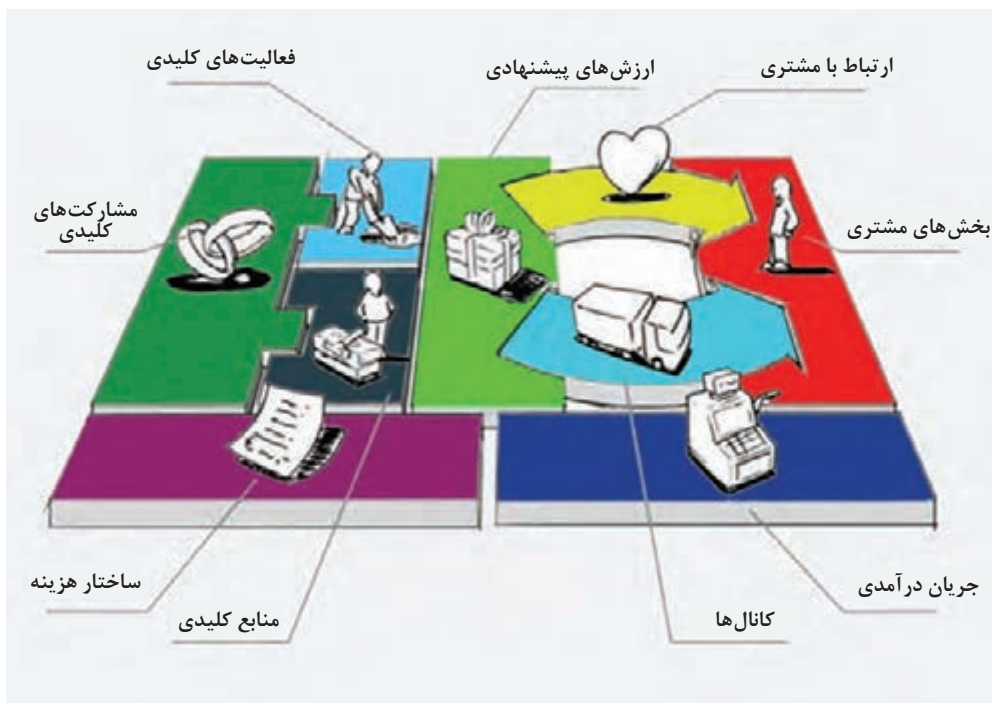 ارتباط با مشتری
ارزش‌های پیشنهادی
فعالیت‌های کلیدی
بخش‌های مشتری
مشارکت‌های
کلیدی
جریان درآمدی
کانال‌ها
منابع کلیدی
ساختار هزینه